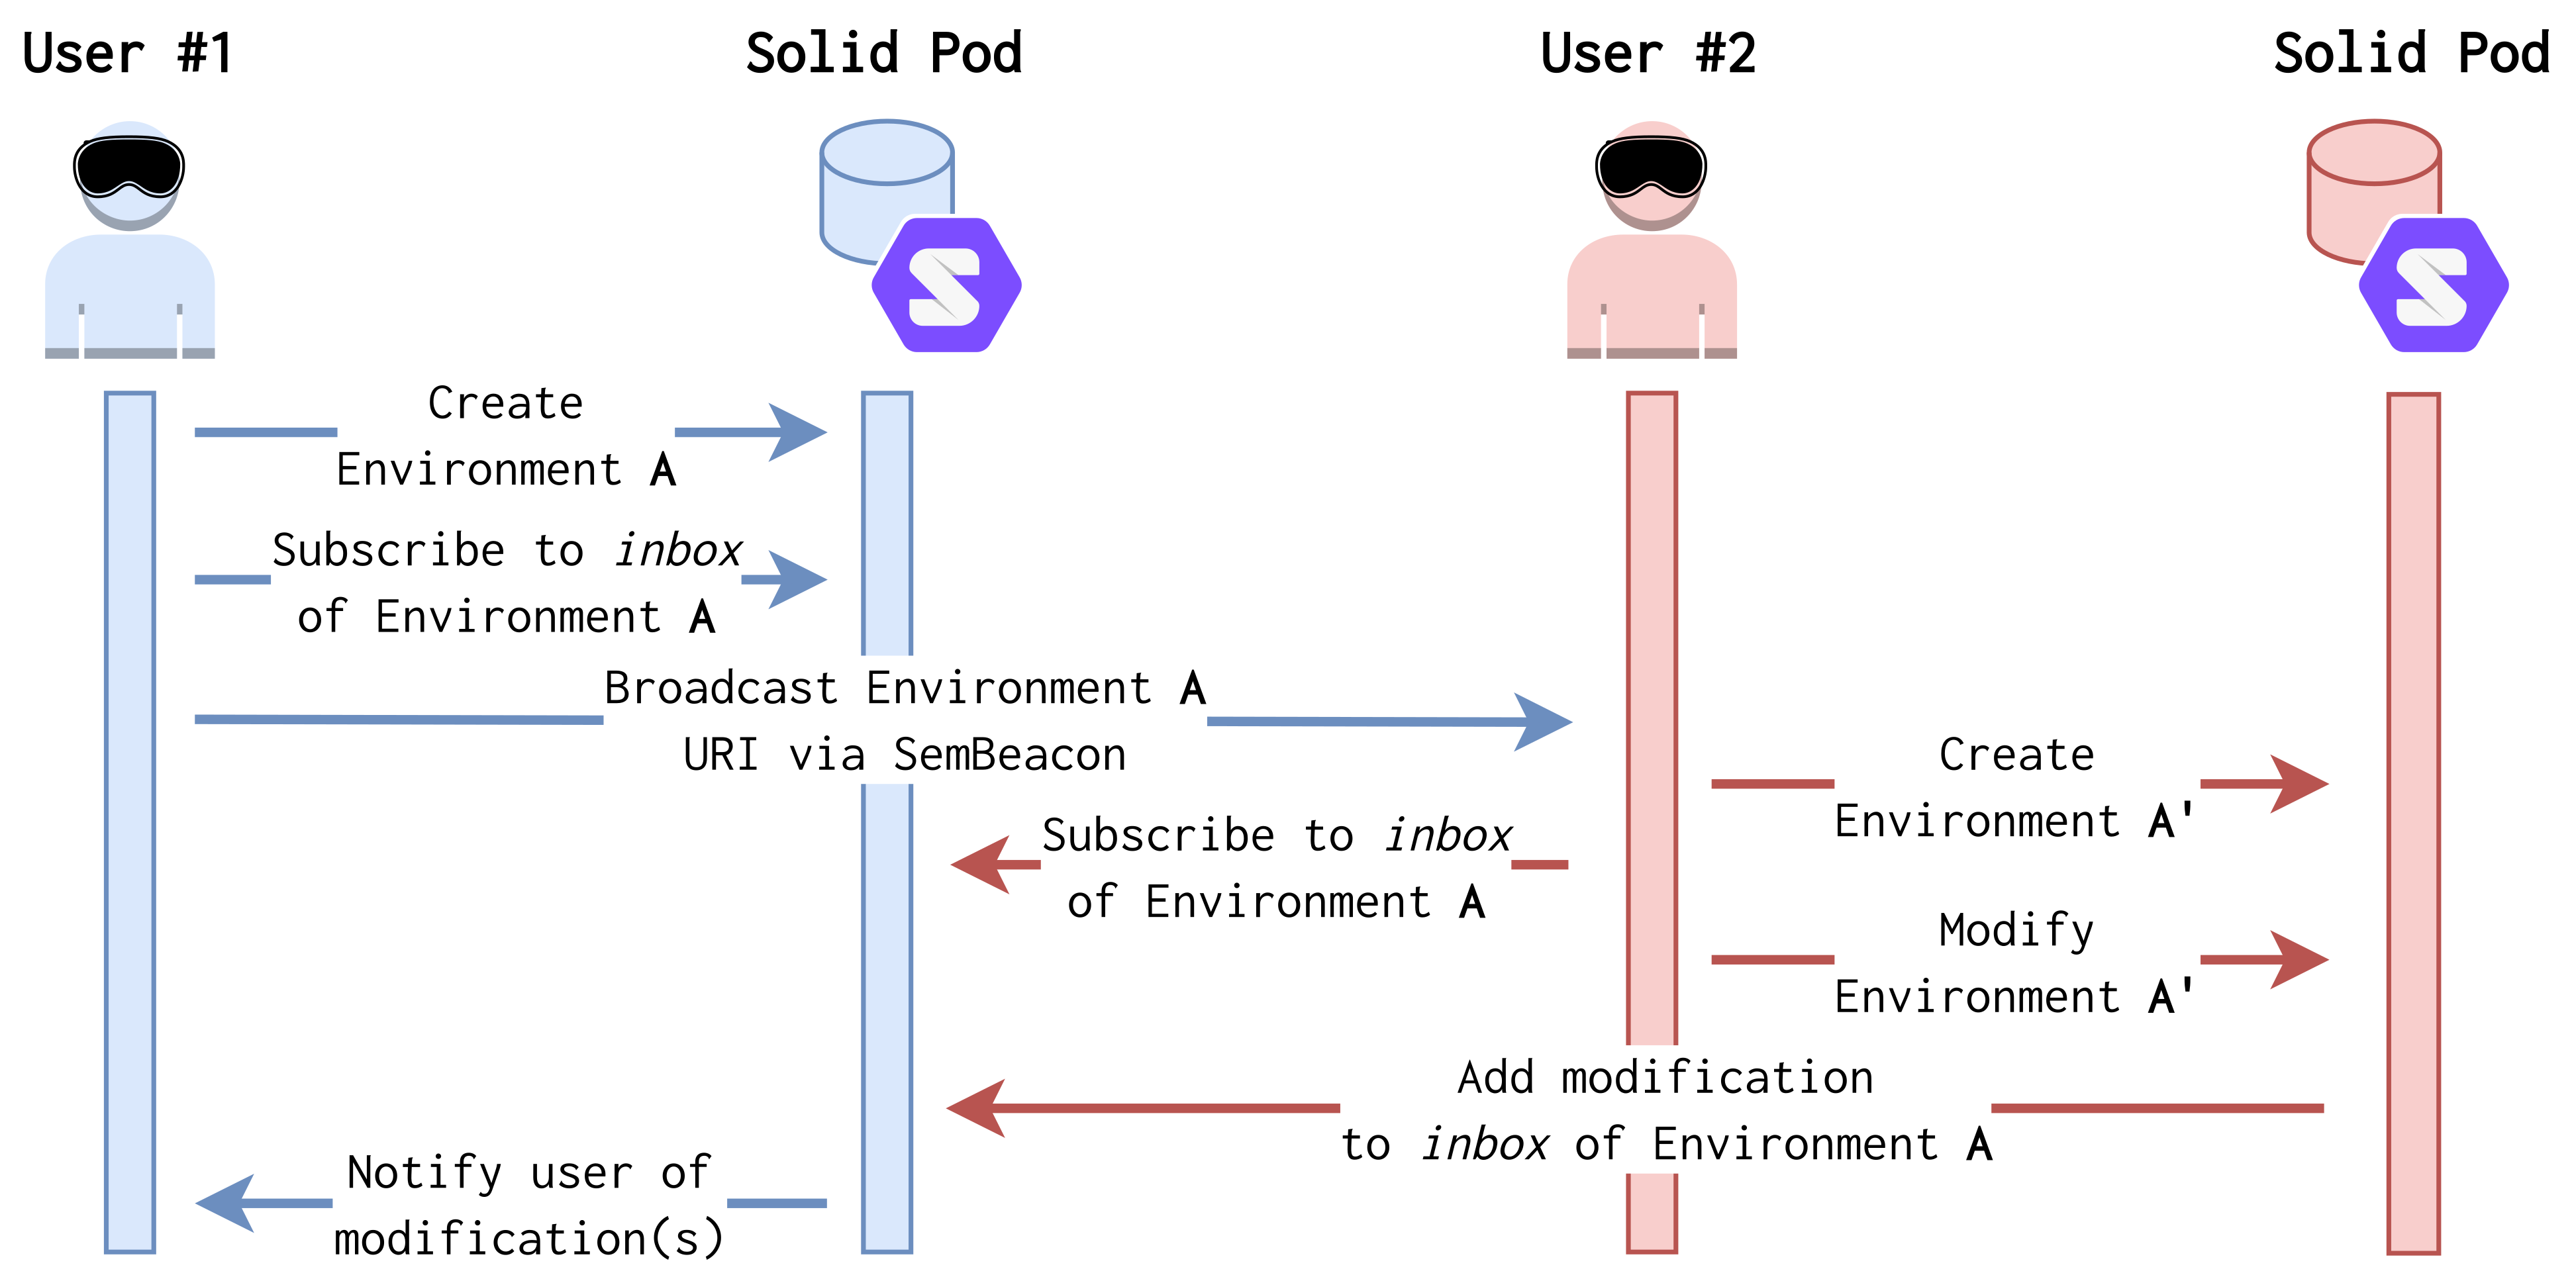 User #1
Solid Pod
User #2
Solid Pod
Create
Environment A
Subscribe to inbox
of Environment A
Broadcast Environment A
URI via SemBeacon
Create
Environment A'
Subscribe to inbox
of Environment A
Modify
Environment A'
Add modification
to inbox of Environment A
Notify user of
modification(s)